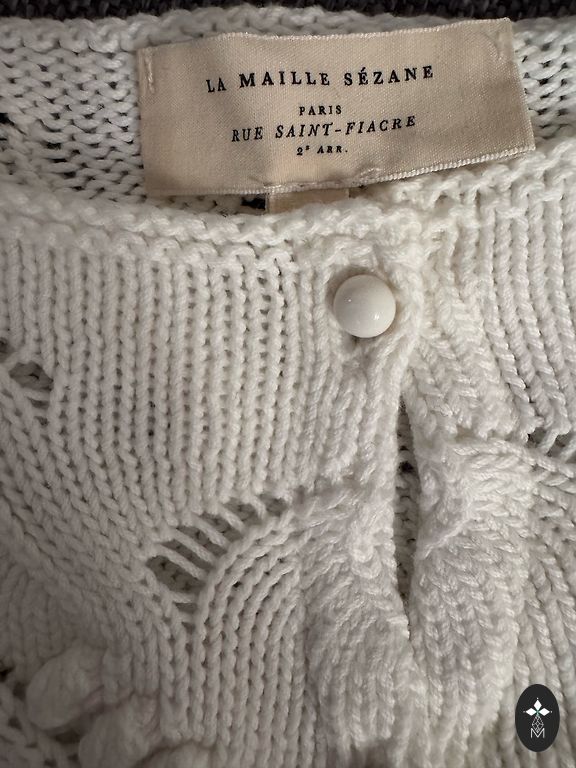 LA MAILLE SÉZANE
PARIS
RUE SAINT-FIACRE
2ᵉ ARR.
M